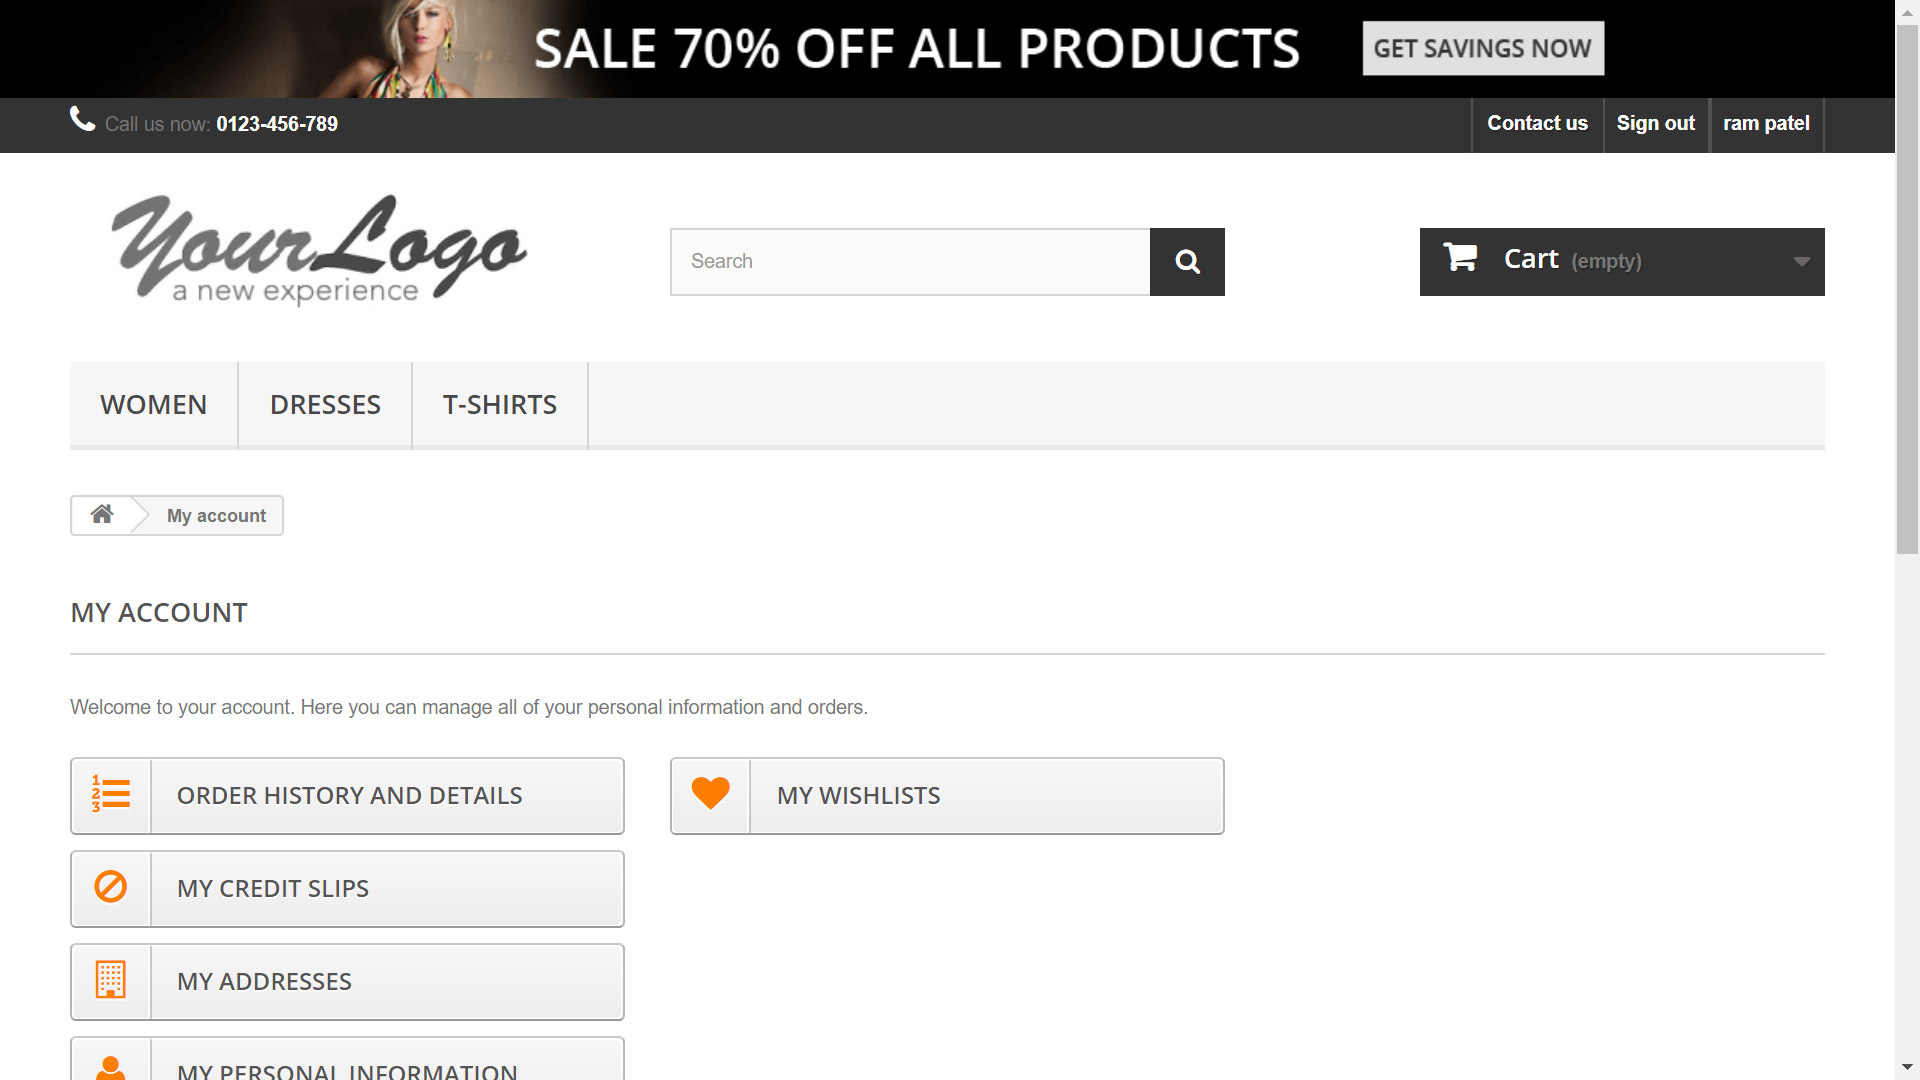 SALE 70% OFF ALL PRODUCTS
GET SAVINGS NOW
Call us now: 0123-456-789
Contact us
Sign out
ram patel
YourLogo
a new experience
Search
Cart (empty)
WOMEN
DRESSES
T-SHIRTS
My account
MY ACCOUNT
Welcome to your account. Here you can manage all of your personal information and orders.
1
2
3
ORDER HISTORY AND DETAILS
MY WISHLISTS
MY CREDIT SLIPS
MY ADDRESSES
MY PERSONAL INFORMATION